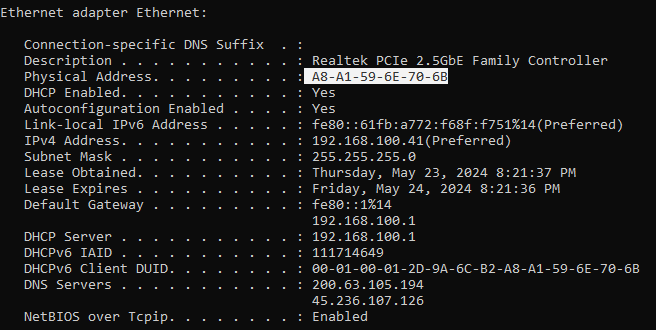 Ethernet adapter Ethernet:
Connection-specific DNS Suffix . :
Description . . . . . . . . . . . : Realtek PCIe 2.5GbE Family Controller
Physical Address. . . . . . . . . : A8-A1-59-6E-70-6B
DHCP Enabled. . . . . . . . . . . : Yes
Autoconfiguration Enabled . . . . : Yes
Link-local IPv6 Address . . . . . : fe80::61fb:a772:f68f:f751%14(Preferred)
IPv4 Address. . . . . . . . . . . : 192.168.100.41(Preferred)
Subnet Mask . . . . . . . . . . . : 255.255.255.0
Lease Obtained. . . . . . . . . . : Thursday, May 23, 2024 8:21:37 PM
Lease Expires . . . . . . . . . . : Friday, May 24, 2024 8:21:36 PM
Default Gateway . . . . . . . . . : fe80::1%14
192.168.100.1
DHCP Server . . . . . . . . . . . : 192.168.100.1
DHCPv6 IAID . . . . . . . . . . . : 111714649
DHCPv6 Client DUID. . . . . . . . : 00-01-00-01-2D-9A-6C-B2-A8-A1-59-6E-70-6B
DNS Servers . . . . . . . . . . . : 200.63.105.194
45.236.107.126
NetBIOS over Tcpip. . . . . . . . : Enabled